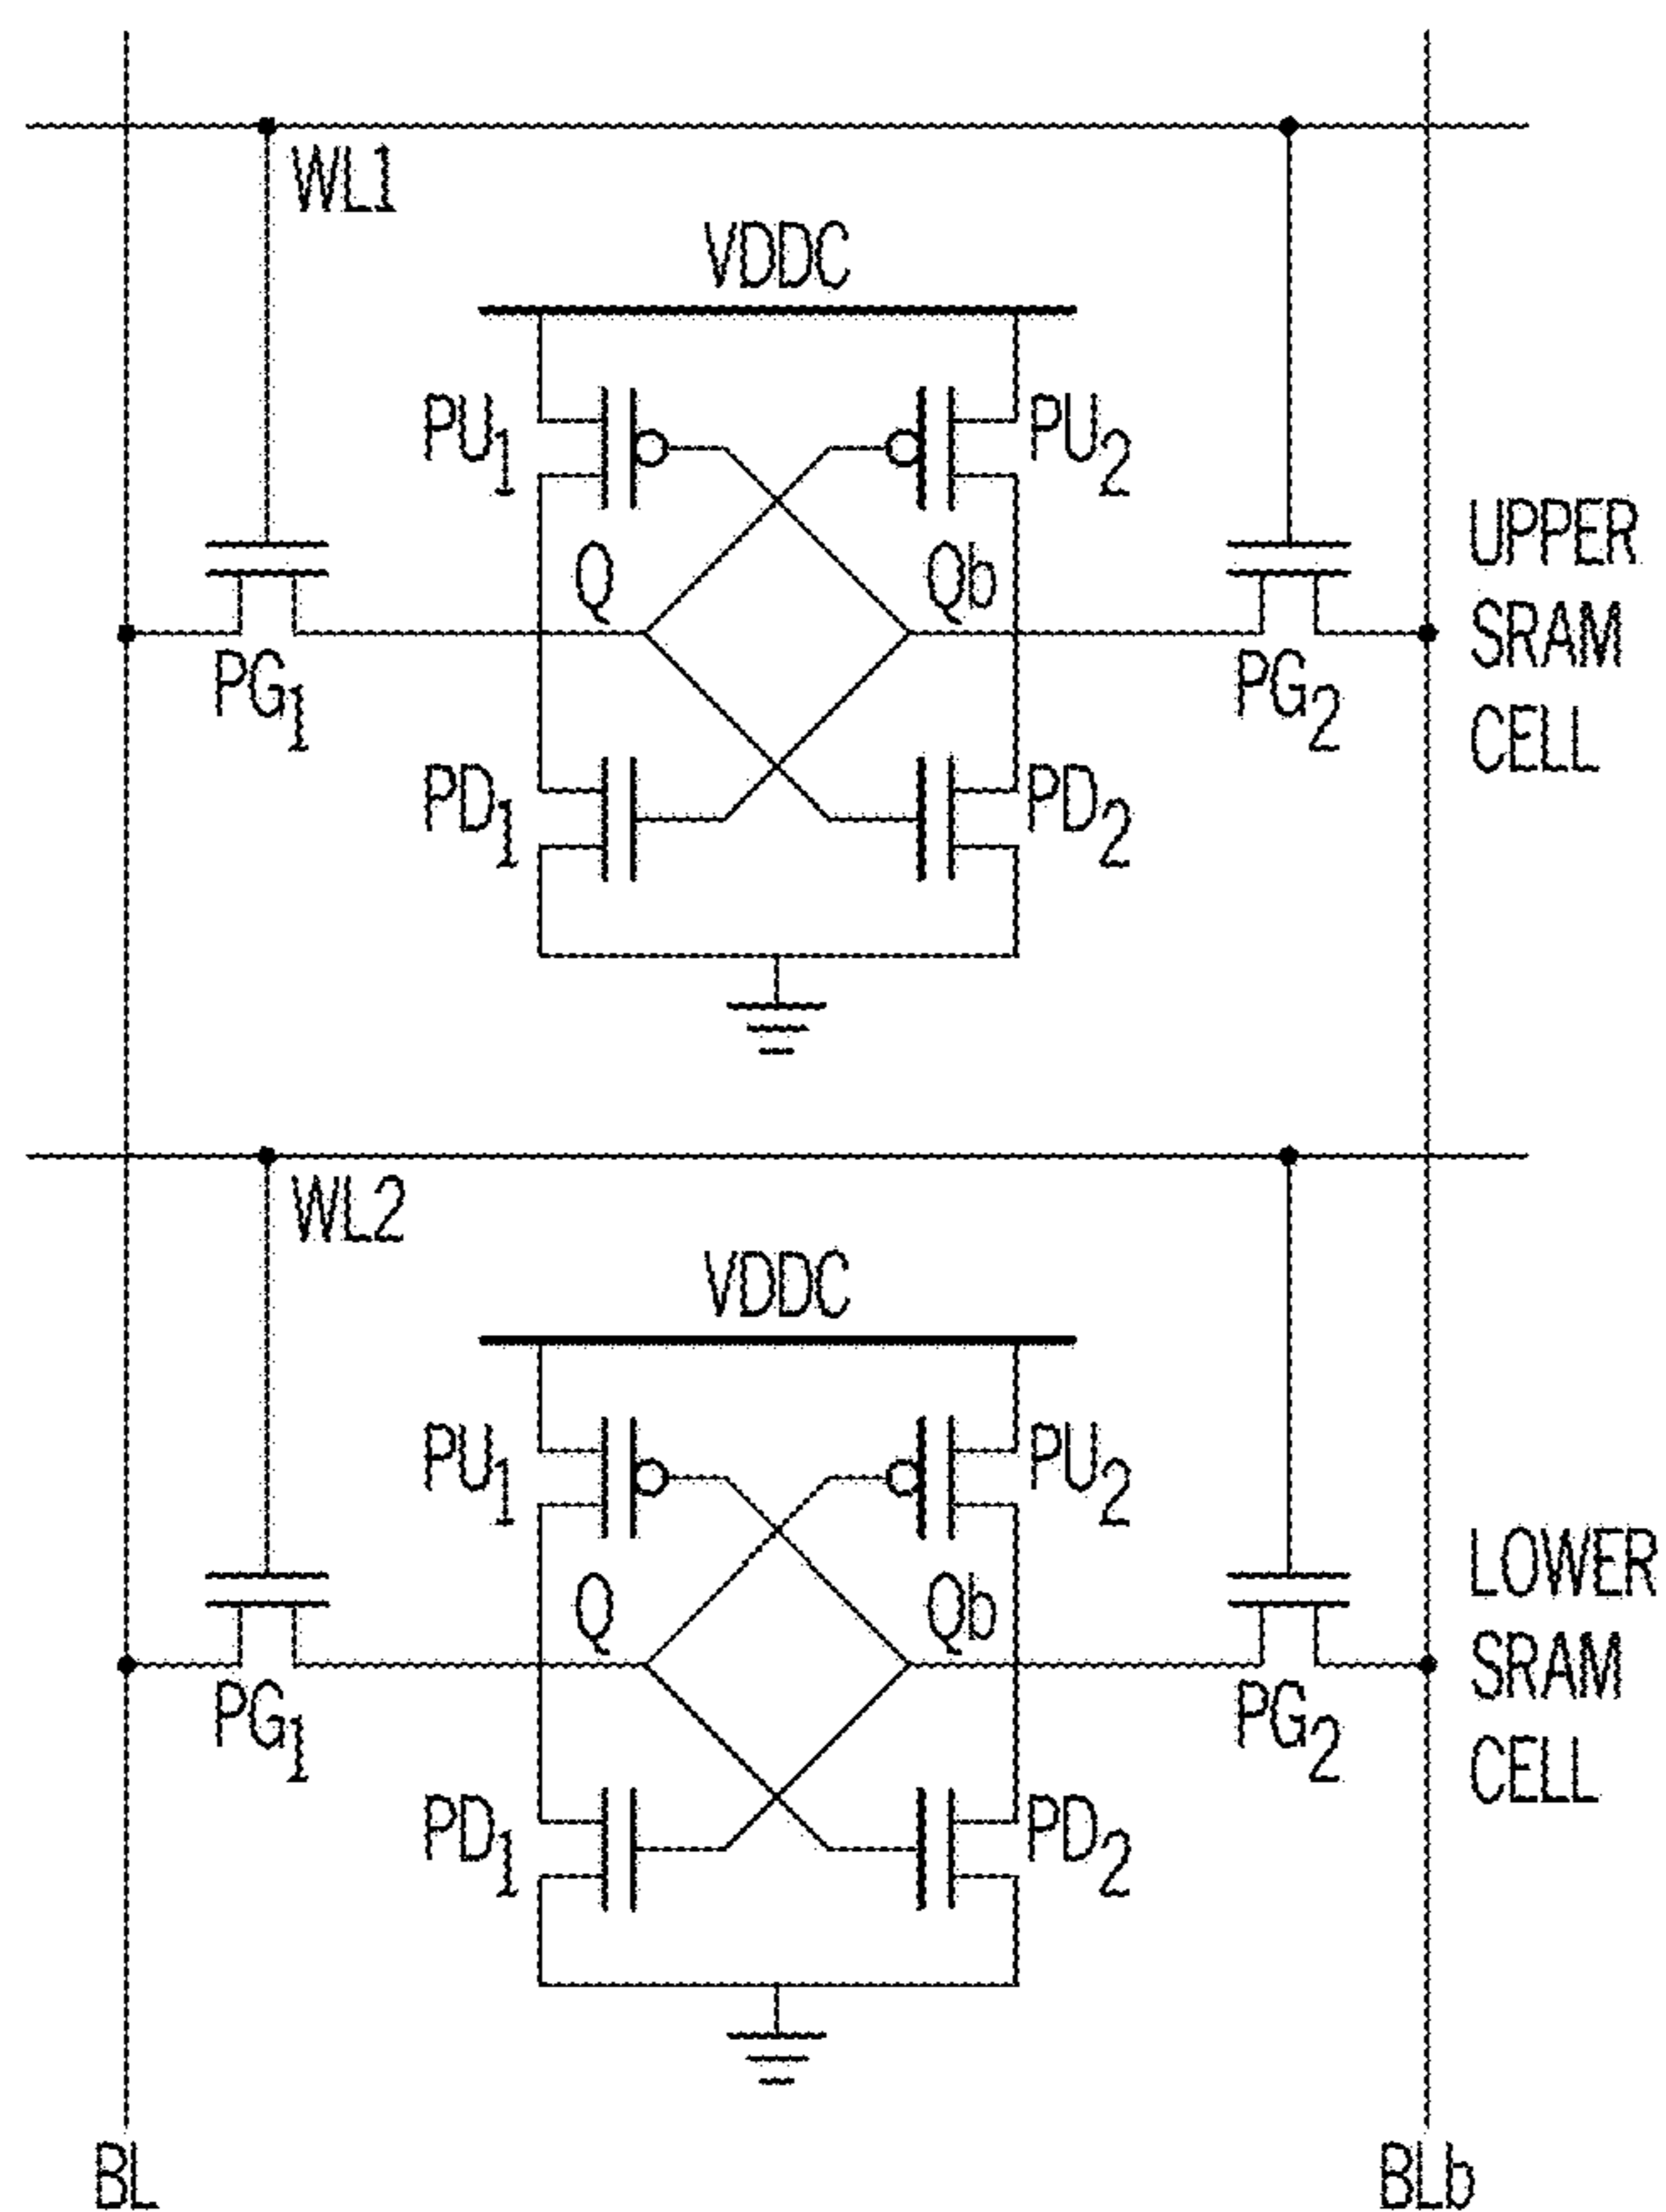 WL1
VDDC
PU1
PU2
Q
Qb
PG1
PG2
UPPER
SRAM
CELL
PD1
PD2
WL2
VDDC
PU1
PU2
Q
Qb
PG1
PG2
LOWER
SRAM
CELL
PD1
PD2
BL
BLb